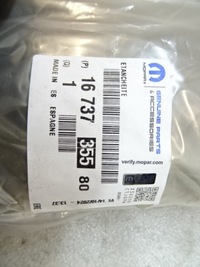 ETANCHEITE
(P) 16 737 355 80
(Q) 1
MADE IN ES ESPAGNE
mopar
GENUINE PARTS
& ACCESSORIES
verify.mopar.com